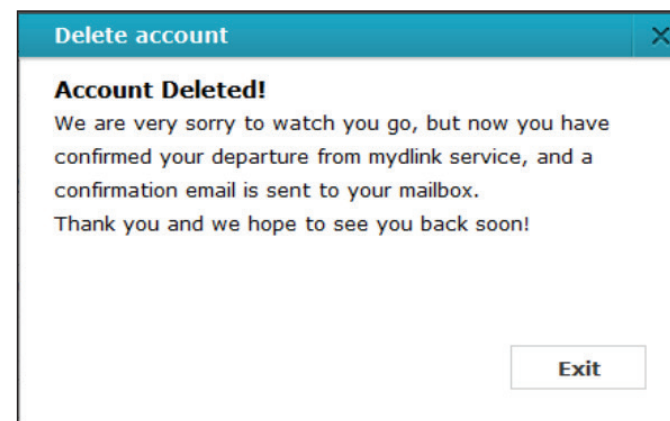 Delete account
Account Deleted!
We are very sorry to watch you go, but now you have
confirmed your departure from mydlink service, and a
confirmation email is sent to your mailbox.
Thank you and we hope to see you back soon!
Exit